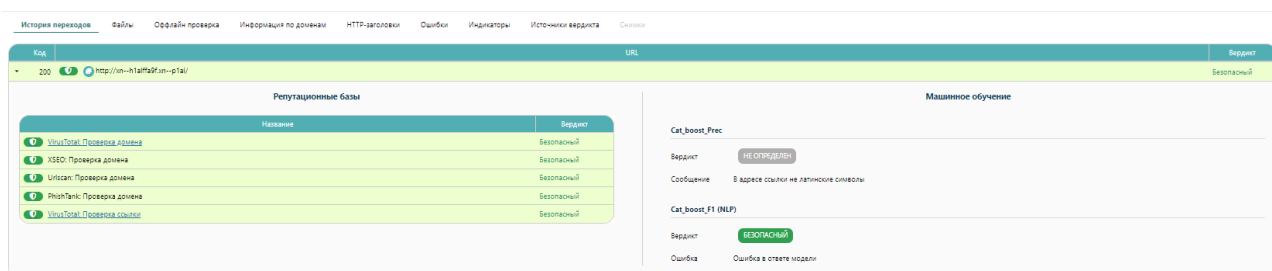 История переходов Файлы Оффлайн проверка Информация по доменам HTTP-заголовки Ошибки Индикаторы Источники вердикта Снимки
Код URL Вердикт
200 http://xn--h1alffa9f.xn--p1ai/ Безопасный
Репутационные базы
Название Вердикт
VirusTotal: Проверка домена Безопасный
XSEO: Проверка домена Безопасный
Urlscan: Проверка домена Безопасный
PhishTank: Проверка домена Безопасный
VirusTotal: Проверка ссылки Безопасный
Машинное обучение
Cat_boost_Prec
Вердикт НЕ ОПРЕДЕЛЕН
Сообщение В адресе ссылки не латинские символы
Cat_boost_F1 (NLP)
Вердикт БЕЗОПАСНЫЙ
Ошибка Ошибка в ответе модели